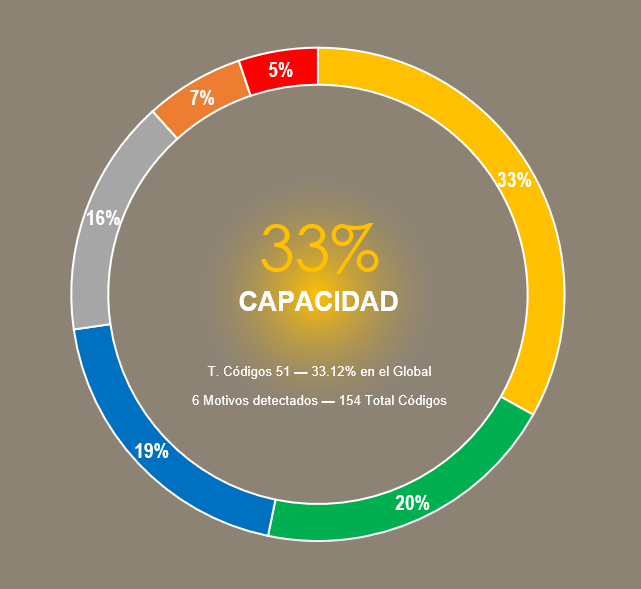 5%
7%
33%
16%
33%
CAPACIDAD
T. Códigos 51 — 33.12% en el Global
6 Motivos detectados — 154 Total Códigos
19%
20%